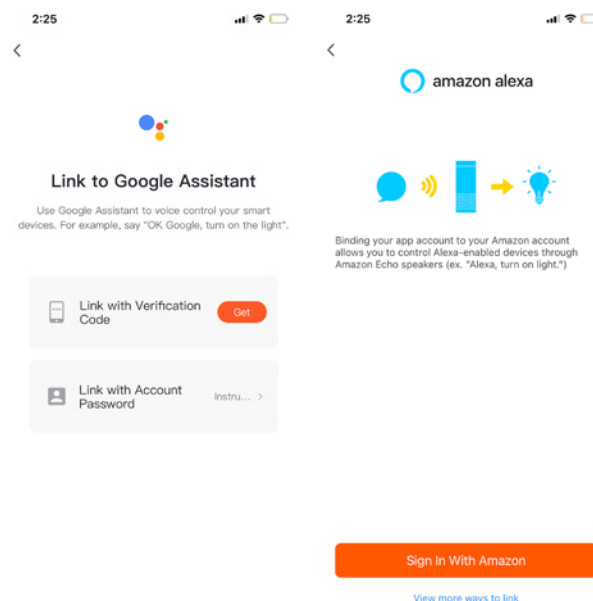 2:25
Link to Google Assistant
Use Google Assistant to voice control your smart
devices. For example, say "OK Google, turn on the light".
Link with Verification
Code
Get
Link with Account
Password
Instru...
2:25
amazon alexa
Binding your app account to your Amazon account
allows you to control Alexa-enabled devices through
Amazon Echo speakers (ex. "Alexa, turn on light.")
Sign In With Amazon
View more ways to link